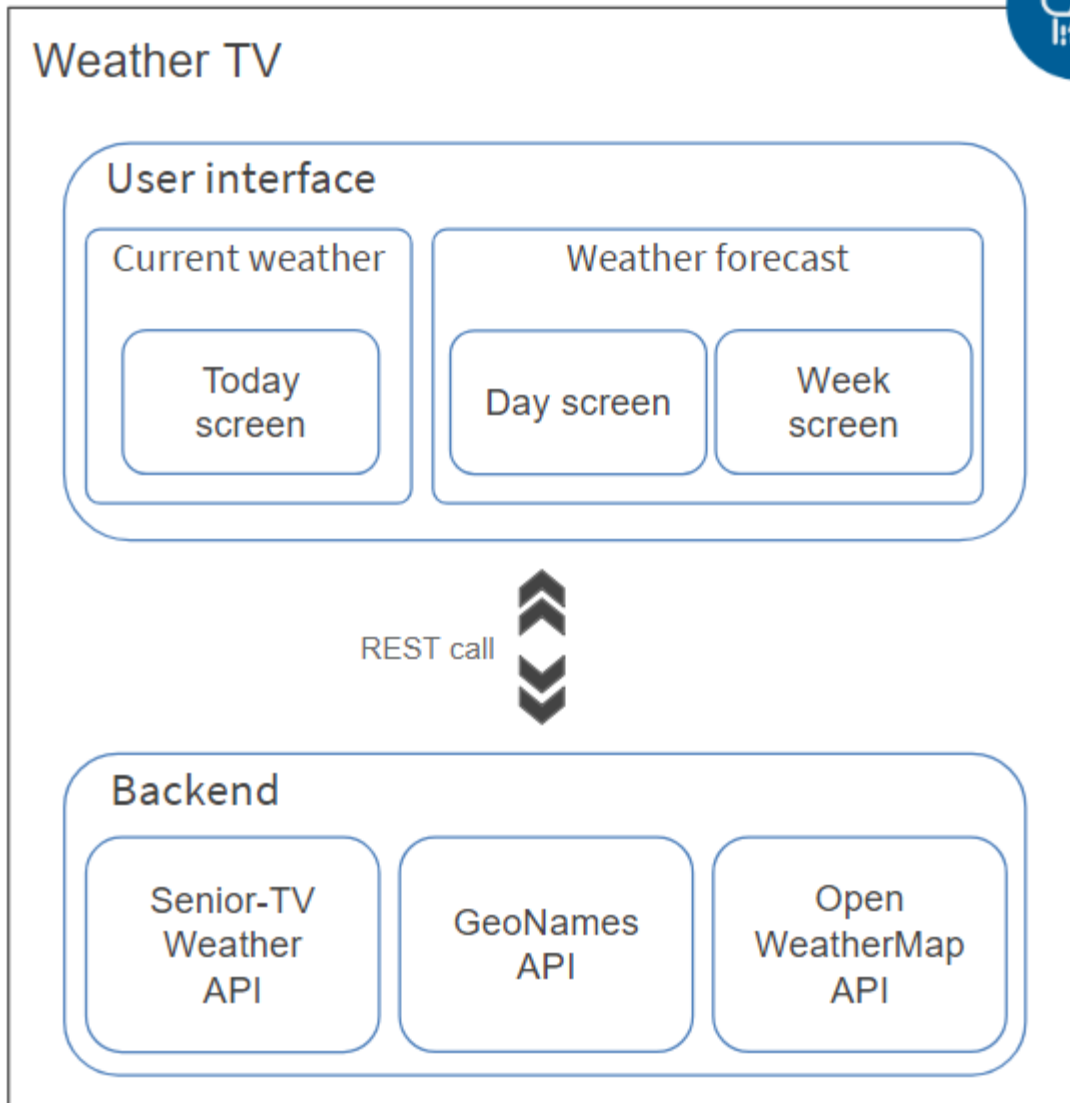 Weather TV
User interface
Current weather
Today
screen
Weather forecast
Day screen
Week
screen
REST call
Backend
Senior-TV
Weather
API
GeoNames
API
Open
WeatherMap
API